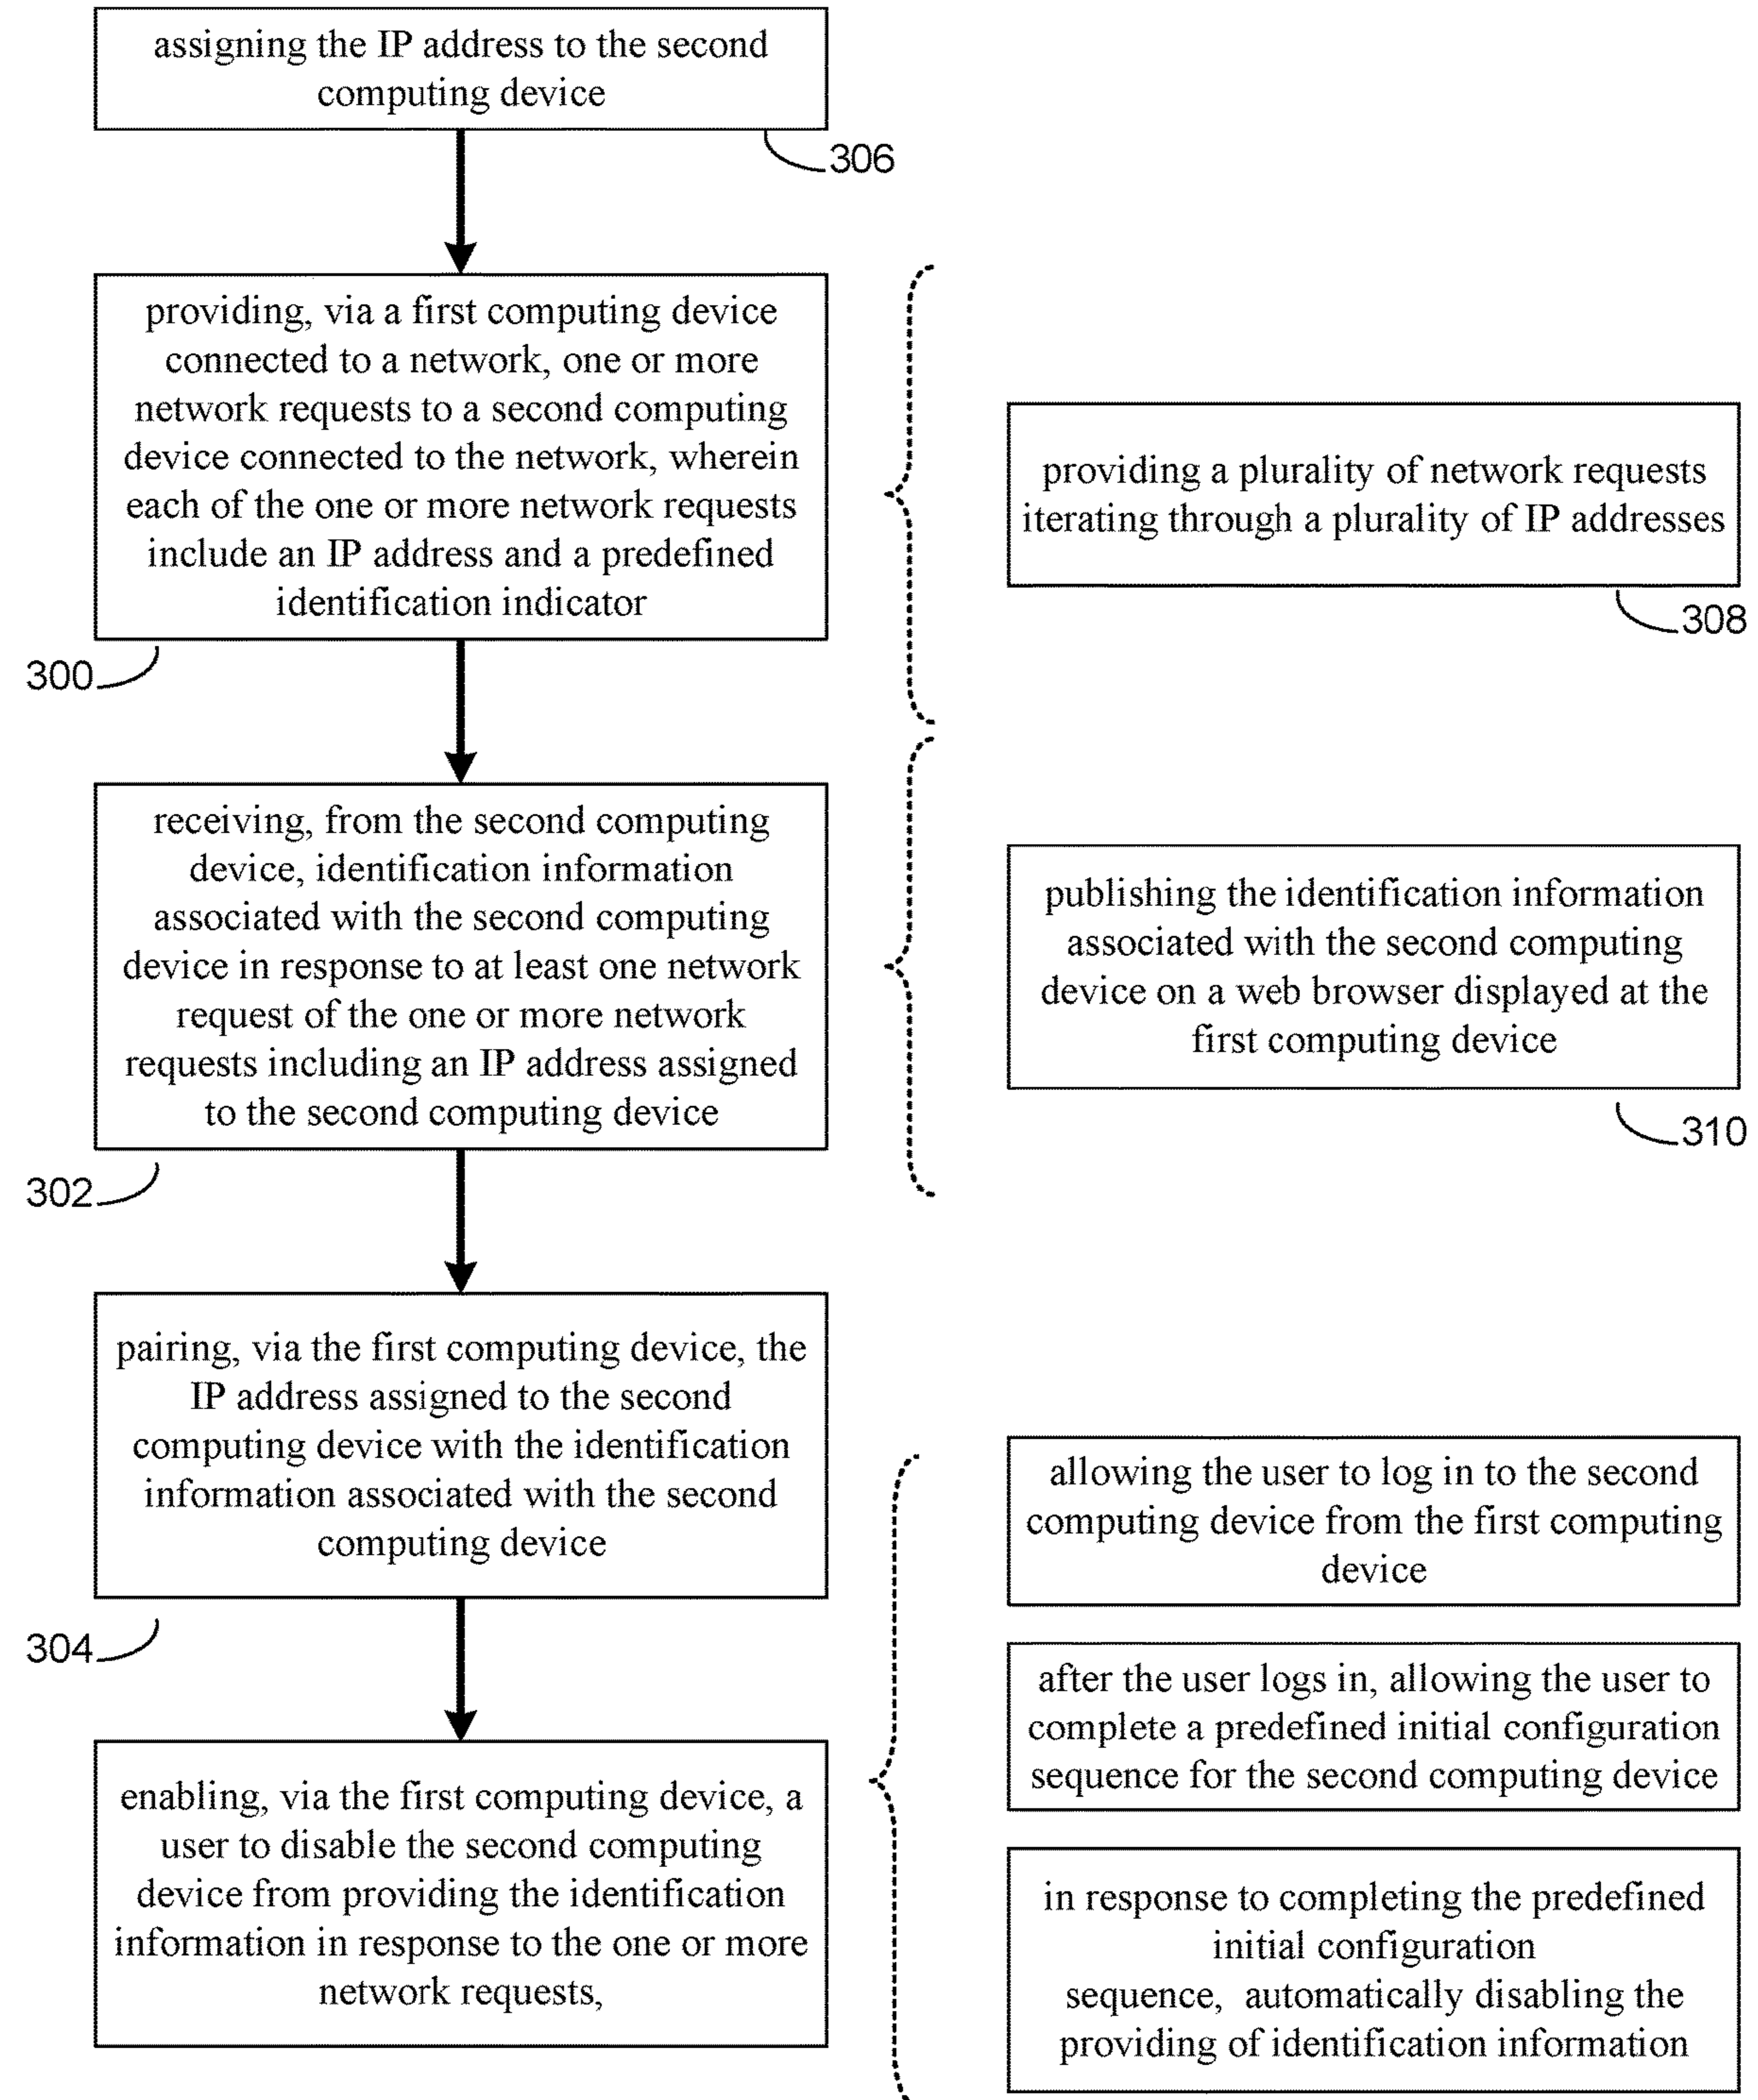 assigning the IP address to the second
computing device
306
providing, via a first computing device
connected to a network, one or more
network requests to a second computing
device connected to the network, wherein
each of the one or more network requests
include an IP address and a predefined
identification indicator
300
providing a plurality of network requests
iterating through a plurality of IP addresses
308
receiving, from the second computing
device, identification information
associated with the second computing
device in response to at least one network
request of the one or more network
requests including an IP address assigned
to the second computing device
302
publishing the identification information
associated with the second computing
device on a web browser displayed at the
first computing device
310
pairing, via the first computing device, the
IP address assigned to the second
computing device with the identification
information associated with the second
computing device
304
enabling, via the first computing device, a
user to disable the second computing
device from providing the identification
information in response to the one or more
network requests,
allowing the user to log in to the second
computing device from the first computing
device
after the user logs in, allowing the user to
complete a predefined initial configuration
sequence for the second computing device
in response to completing the predefined
initial configuration
sequence, automatically disabling the
providing of identification information